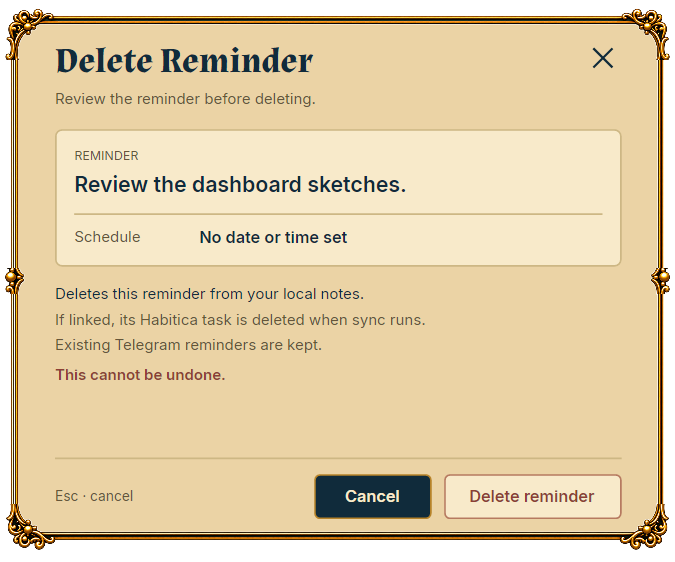 Delete Reminder
Review the reminder before deleting.
REMINDER
Review the dashboard sketches.
Schedule No date or time set
Deletes this reminder from your local notes.
If linked, its Habitica task is deleted when sync runs.
Existing Telegram reminders are kept.
This cannot be undone.
Esc · cancel Cancel Delete reminder